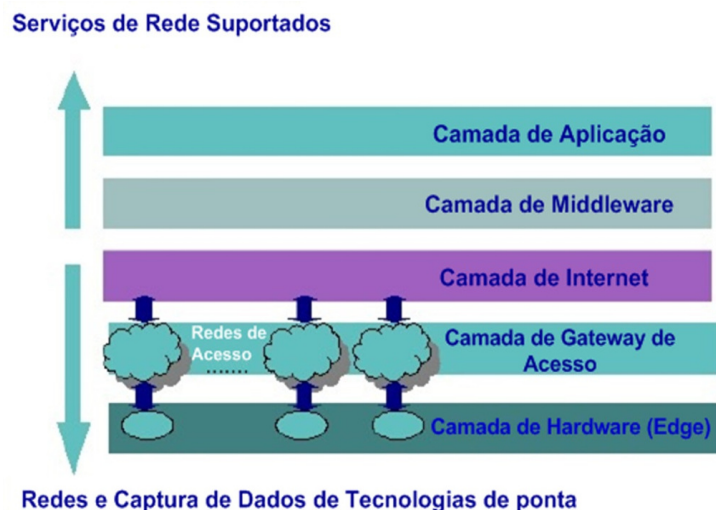 Serviços de Rede Suportados
Camada de Aplicação
Camada de Middleware
Camada de Internet
Redes de
Acesso
.......
Camada de Gateway de
Acesso
Camada de Hardware (Edge)
Redes e Captura de Dados de Tecnologias de ponta